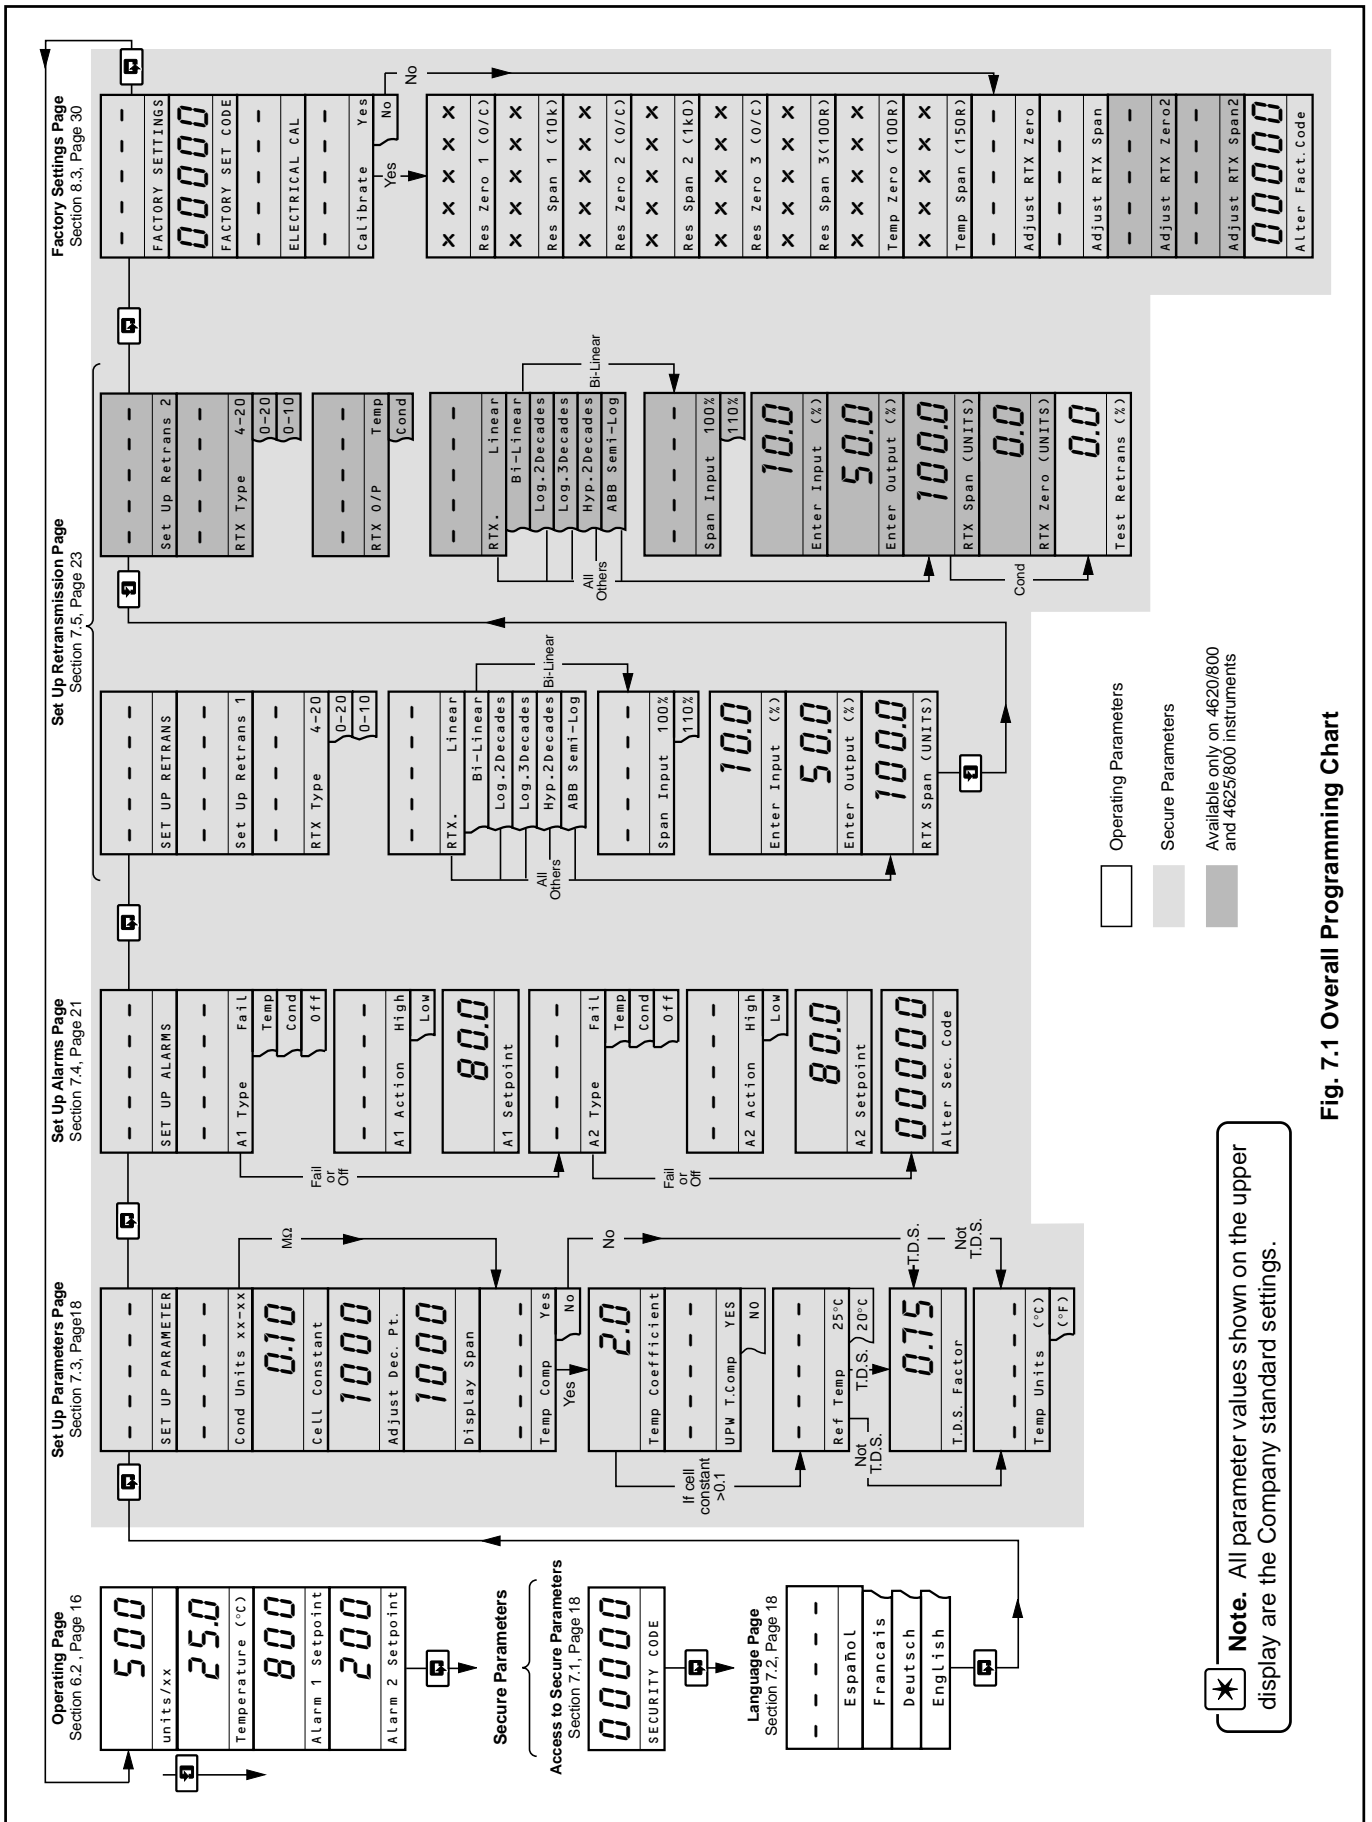 Operating Page
Section 6.2 , Page 16
500
units/xx
25.0
Temperature (°C)
800
Alarm 1 Setpoint
200
Alarm 2 Setpoint
Secure Parameters
Access to Secure Parameters
Section 7.1, Page 18
00000
SECURITY CODE
Language Page
Section 7.2, Page 18
– – – – –
Español
Francais
Deutsch
English
Set Up Parameters Page
Section 7.3, Page18
– – – – –
SET UP PARAMETER
– – – – –
Cond Units xx-xx
MΩ
0.10
Cell Constant
1000
Adjust Dec. Pt.
1000
Display Span
– – – – –
Temp Comp Yes
No
Yes
No
2.0
Temp Coefficient
If cell
constant
>0.1
– – – – –
UPW T.Comp YES
NO
– – – – –
Ref Temp 25°C
20°C
Not
T.D.S.
T.D.S.
T.D.S.
Not
T.D.S.
0.75
T.D.S. Factor
– – – – –
Temp Units (°C)
(°F)
Set Up Alarms Page
Section 7.4, Page 21
– – – – –
SET UP ALARMS
– – – – –
A1 Type Fail
Temp
Cond
Off
Fail
or
Off
– – – – –
A1 Action High
Low
80.0
A1 Setpoint
– – – – –
A2 Type Fail
Temp
Cond
Off
Fail
or
Off
– – – – –
A2 Action High
Low
80.0
A2 Setpoint
00000
Alter Sec. Code
Set Up Retransmission Page
Section 7.5, Page 23
– – – – –
SET UP RETRANS
– – – – –
Set Up Retrans 1
– – – – –
RTX Type 4-20
0-20
0-10
– – – – –
RTX. Linear
Bi-Linear
Log.2Decades
Log.3Decades
Hyp.2Decades
ABB Semi-Log
All
Others
Bi-Linear
– – – – –
Span Input 100%
110%
10.0
Enter Input (%)
50.0
Enter Output (%)
100.0
RTX Span (UNITS)
– – – – –
Set Up Retrans 2
– – – – –
RTX Type 4-20
0-20
0-10
– – – – –
RTX O/P Temp
Cond
– – – – –
RTX. Linear
Bi-Linear
Log.2Decades
Log.3Decades
Hyp.2Decades
ABB Semi-Log
All
Others
Bi-Linear
– – – – –
Span Input 100%
110%
10.0
Enter Input (%)
50.0
Enter Output (%)
100.0
RTX Span (UNITS)
Cond
0.0
RTX Zero (UNITS)
0.0
Test Retrans (%)
Factory Settings Page
Section 8.3, Page 30
– – – – –
FACTORY SETTINGS
00000
FACTORY SET CODE
– – – – –
ELECTRICAL CAL
– – – – –
Calibrate Yes
No
Yes
No
x x x x x
Res Zero 1 (O/C)
x x x x x
Res Span 1 (10k)
x x x x x
Res Zero 2 (O/C)
x x x x x
Res Span 2 (1k0)
x x x x x
Res Zero 3 (O/C)
x x x x x
Res Span 3(100R)
x x x x x
Temp Zero (100R)
x x x x x
Temp Span (150R)
– – – – –
Adjust RTX Zero
– – – – –
Adjust RTX Span
– – – – –
Adjust RTX Zero2
– – – – –
Adjust RTX Span2
00000
Alter Fact.Code
Operating Parameters
Secure Parameters
Available only on 4620/800
and 4625/800 instruments
Note. All parameter values shown on the upper
display are the Company standard settings.
Fig. 7.1 Overall Programming Chart